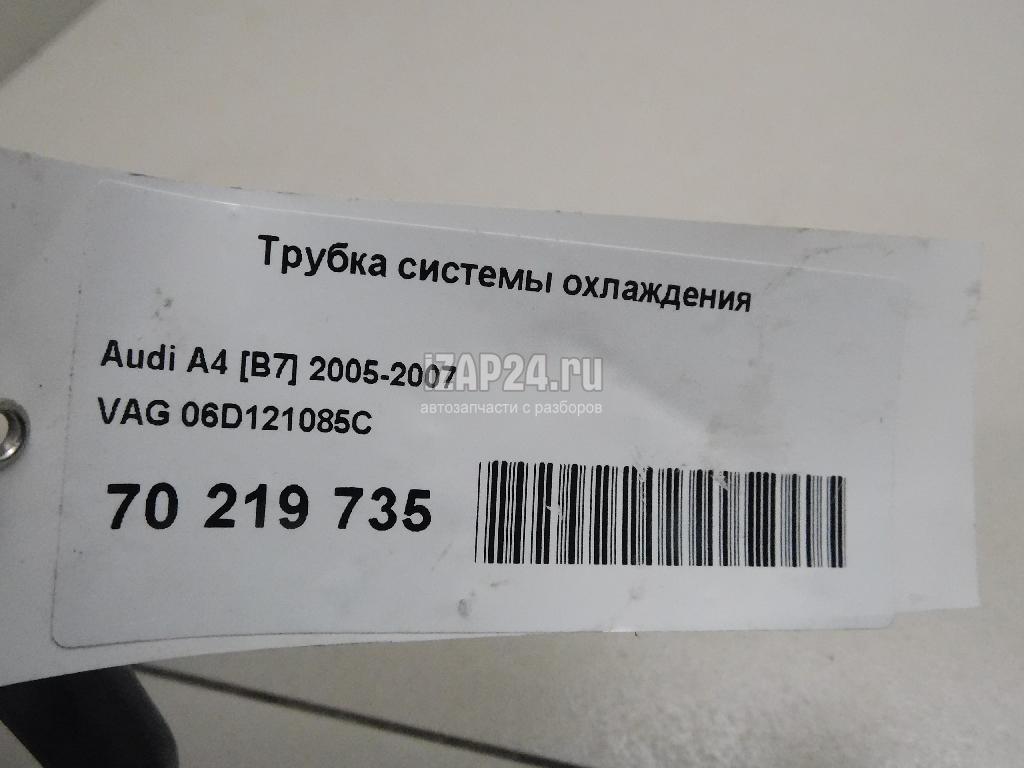 Трубка системы охлаждения
Audi A4 [B7] 2005-2007
iZAP24.ru
автозапчасти с разборов
VAG 06D121085C
70 219 735